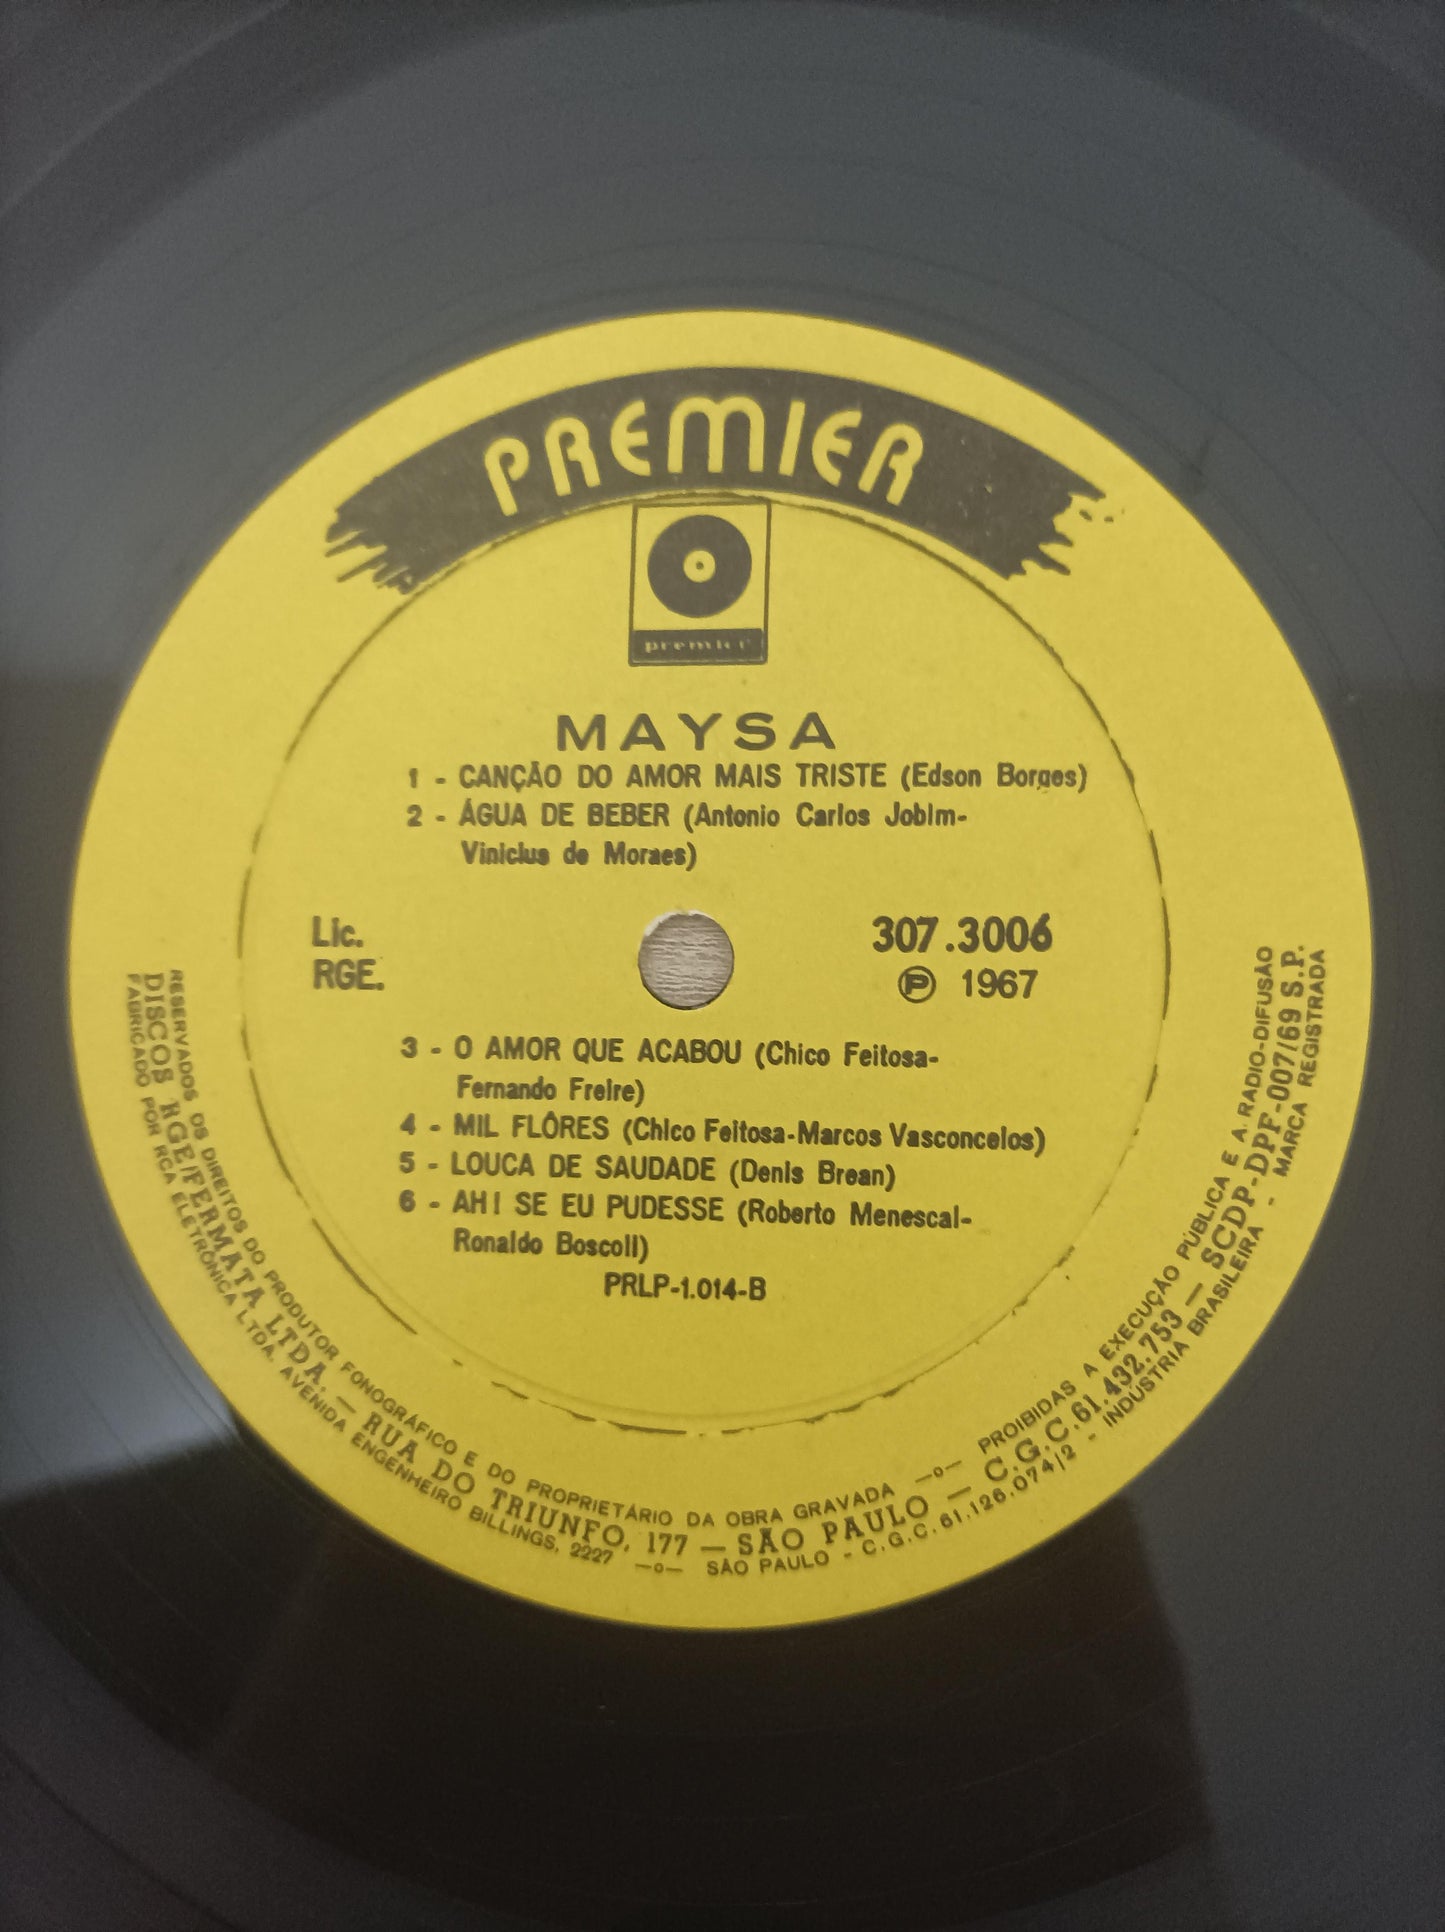 PREMIER
premier
MAYSA
1 - CANÇÃO DO AMOR MAIS TRISTE (Edson Borges)
2 - ÁGUA DE BEBER (Antonio Carlos Jobim-
Vinicius de Moraes)
Lic.
RGE.
307.3006
Ⓟ 1967
3 - O AMOR QUE ACABOU (Chico Feitosa-
Fernando Freire)
4 - MIL FLÔRES (Chico Feitosa-Marcos Vasconcelos)
5 - LOUCA DE SAUDADE (Denis Brean)
6 - AH! SE EU PUDESSE (Roberto Menescal-
Ronaldo Boscoli)
PRLP-1.014-B
RESERVADOS OS DIREITOS DO PRODUTOR FONOGRÁFICO E DO PROPRIETÁRIO DA OBRA GRAVADA —o— PROIBIDAS A EXECUÇÃO PÚBLICA E A RADIO-DIFUSÃO
DISCOS RGE/FERMATA LTDA. — RUA DO TRIUNFO, 177 — SÃO PAULO — C.G.C. 61.432.753 — SCDP-DPF-007/69 S.P.
FABRICADO POR RCA ELETRÔNICA LTDA. AVENIDA ENGENHEIRO BILLINGS, 2227 —o— SÃO PAULO - C.G.C. 61.126.074/2 - INDÚSTRIA BRASILEIRA - MARCA REGISTRADA